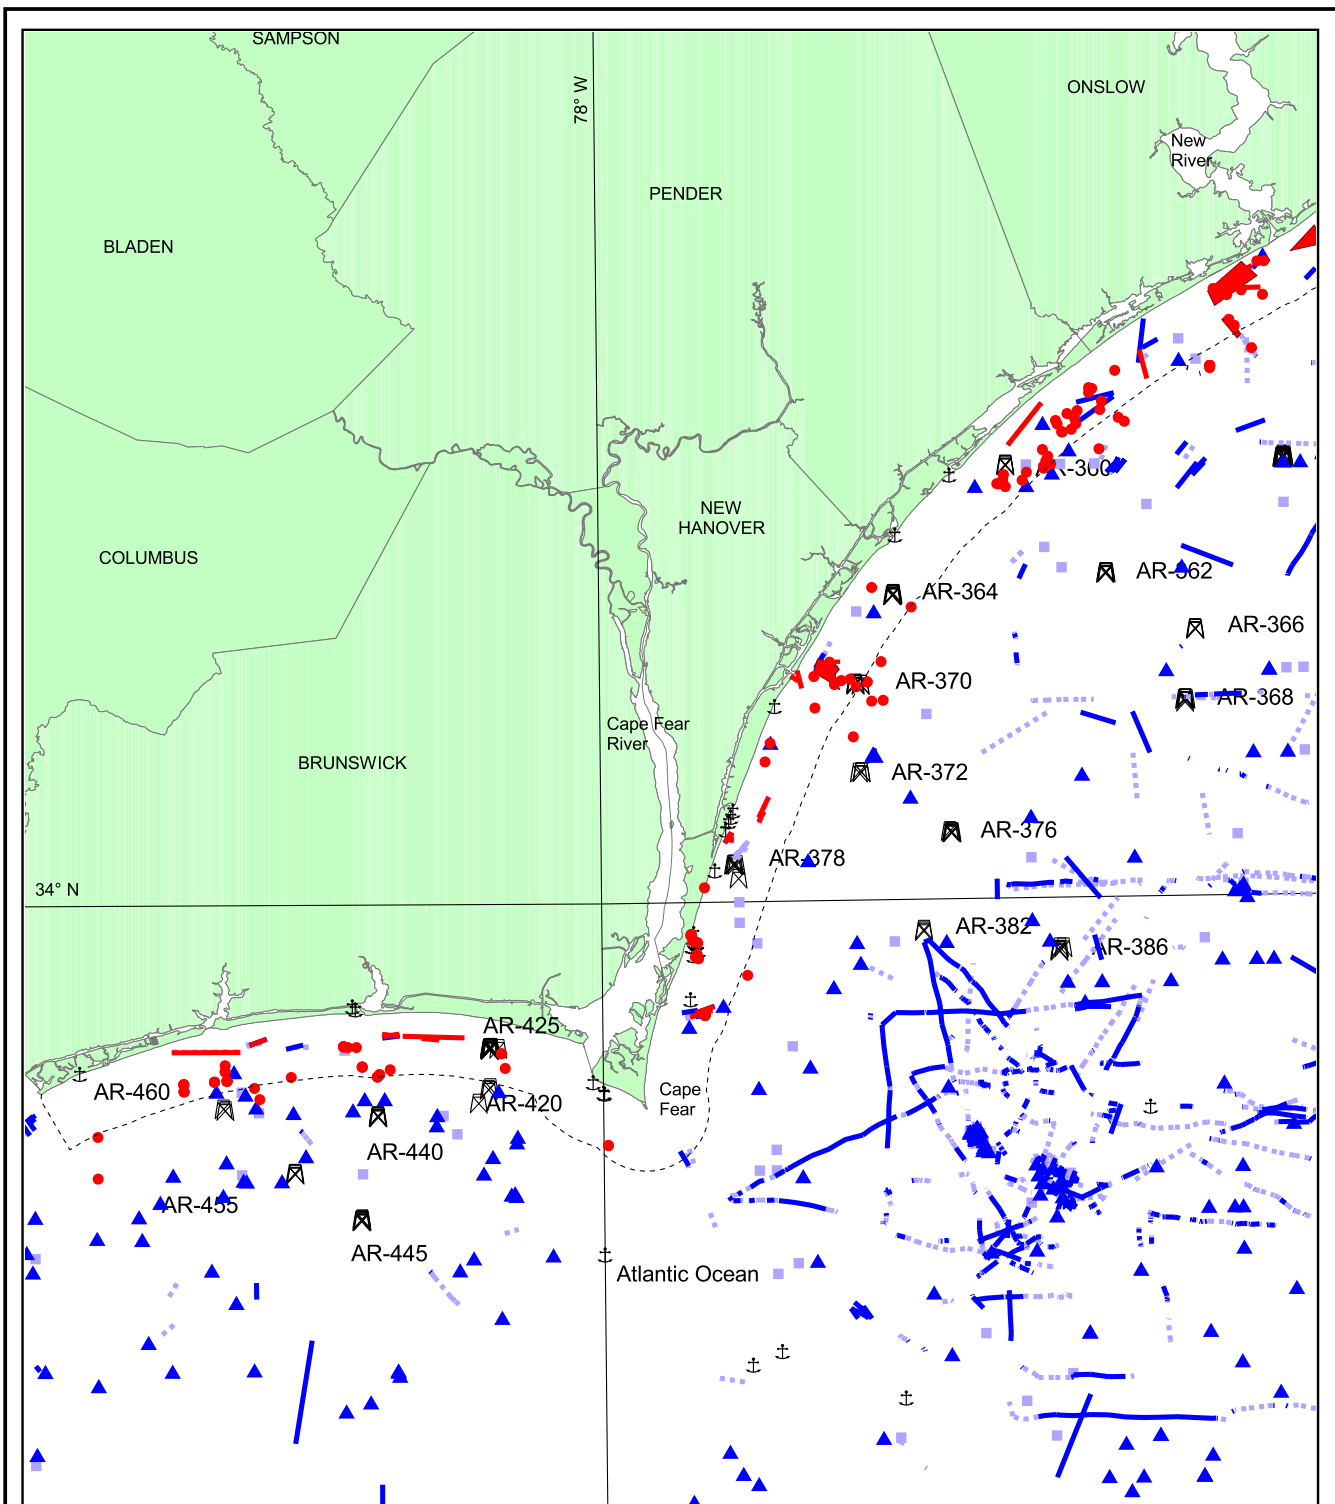 SAMPSON
ONSLOW
78° W
New
River
PENDER
BLADEN
NEW
HANOVER
COLUMBUS
AR-360
AR-362
AR-364
AR-366
AR-370
AR-368
Cape Fear
River
BRUNSWICK
AR-372
AR-376
AR-378
34° N
AR-382
AR-386
AR-425
AR-460
AR-420
Cape
Fear
AR-440
AR-455
AR-445
Atlantic Ocean